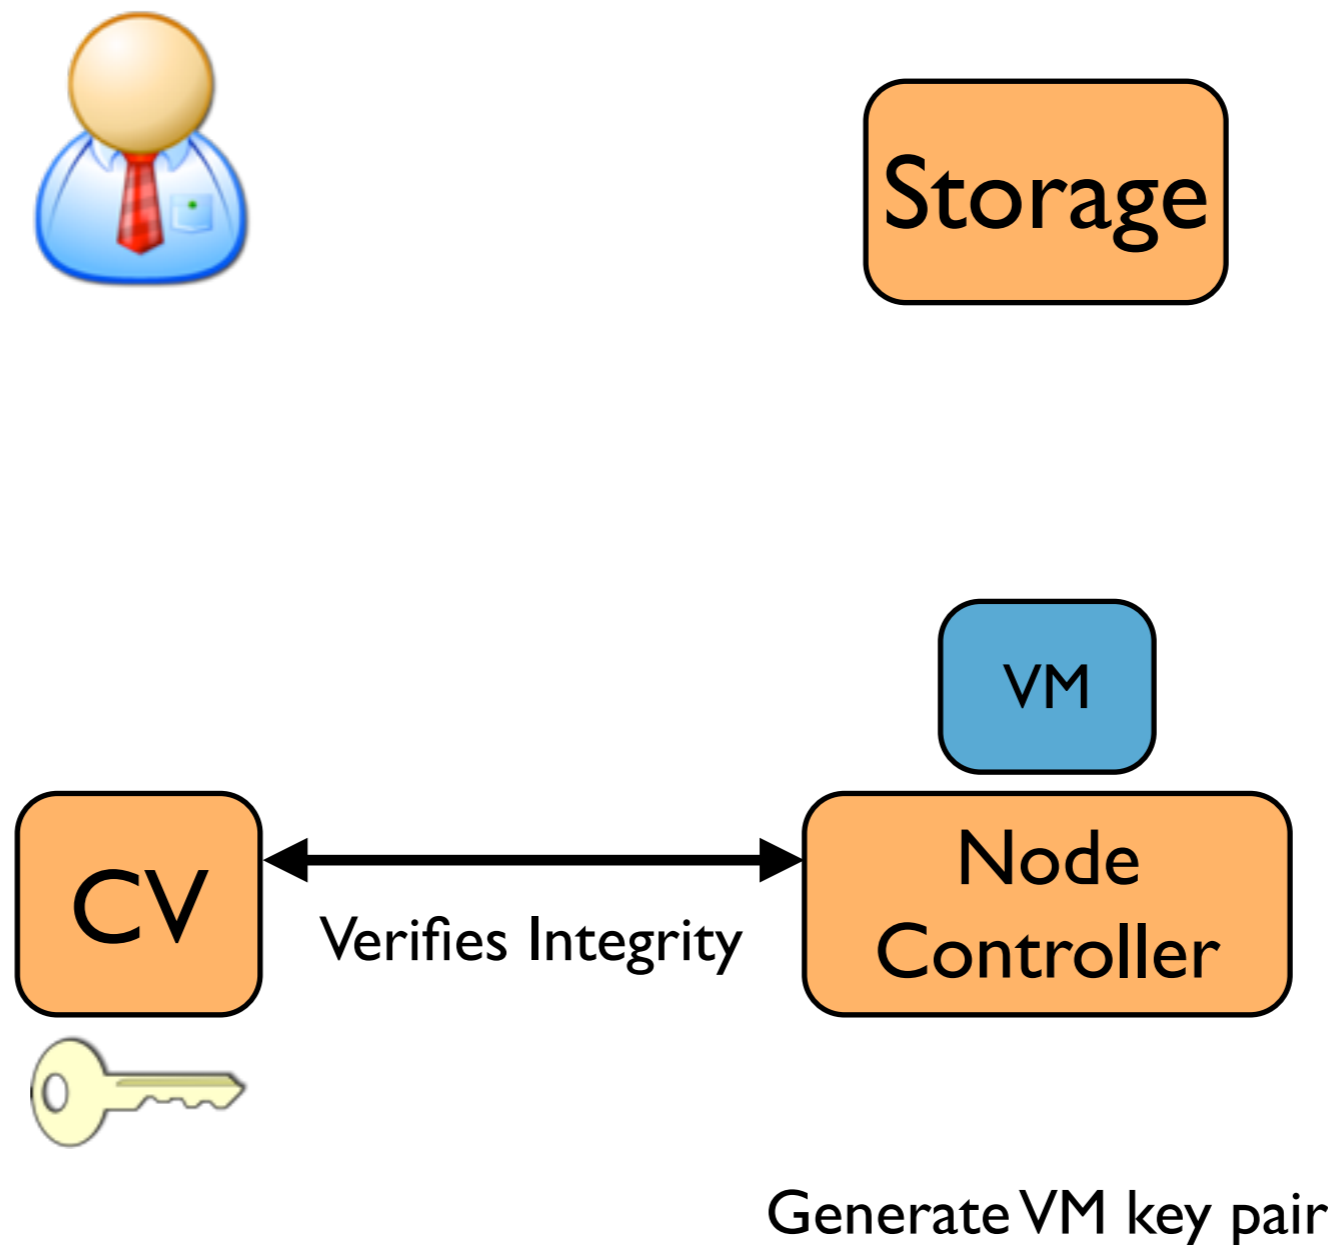 Storage
VM
CV
Verifies Integrity
Node
Controller
Generate VM key pair